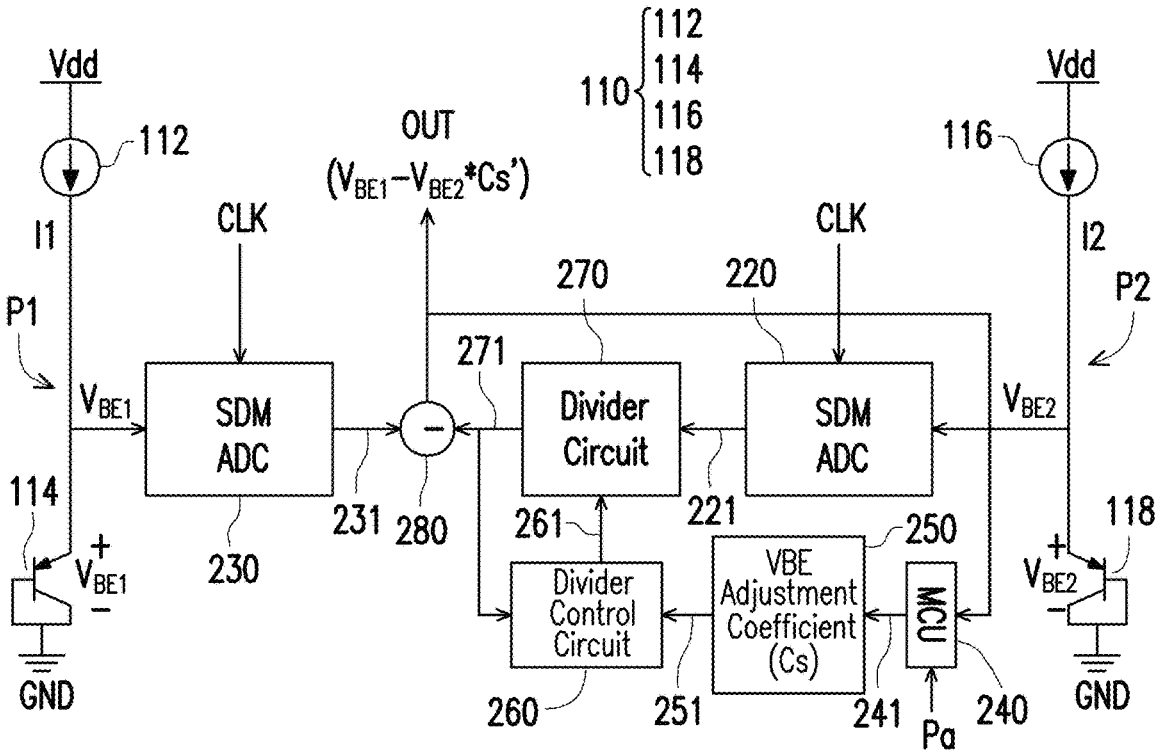 112
114
116
118
110
Vdd
Vdd
112
116
OUT
(VBE1-VBE2*Cs')
I1
CLK
CLK
I2
P1
270
220
P2
271
VBE1
SDM
ADC
-
Divider
Circuit
SDM
ADC
VBE2
114
230
231
280
261
221
250
118
+
VBE1
-
Divider
Control
Circuit
VBE
Adjustment
Coefficient
(Cs)
MCU
+
VBE2
-
GND
260
251
241
240
GND
Pa